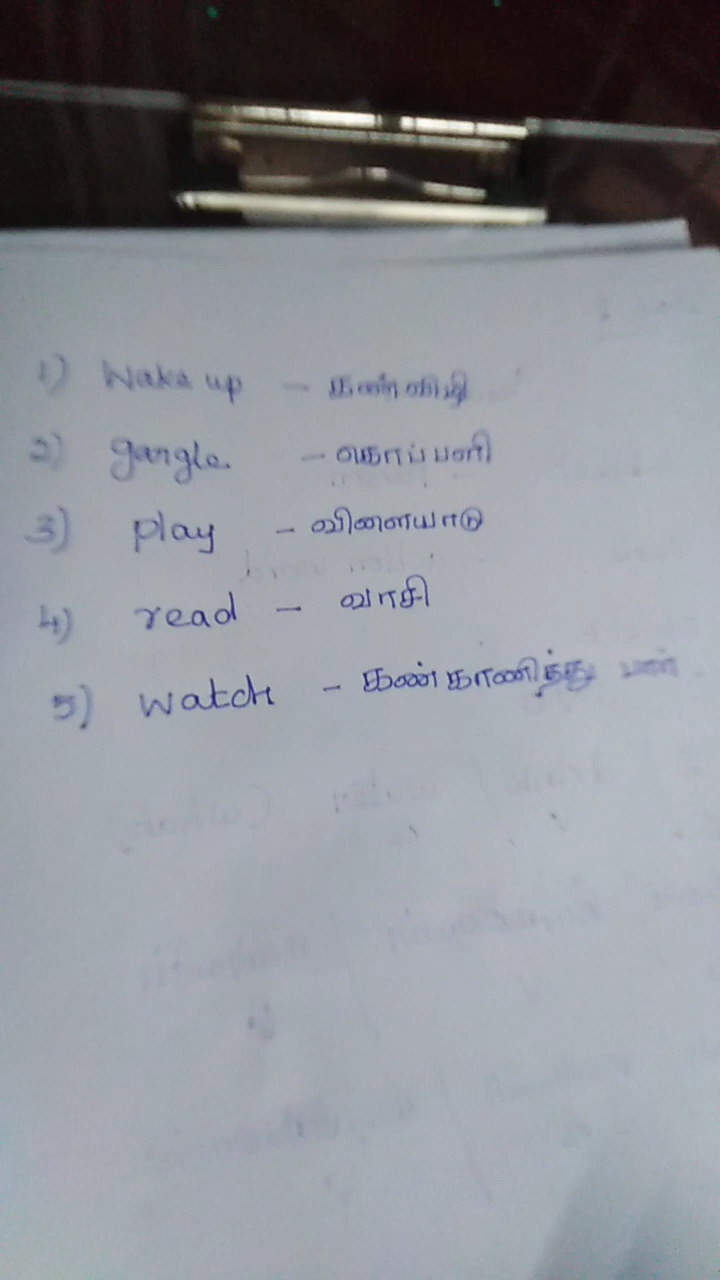 1) Wake up - கண்விழி
2) gargle - கொப்பளி
3) play - விளையாடு
4) read - வாசி
5) watch - கண்காணித்து பார்